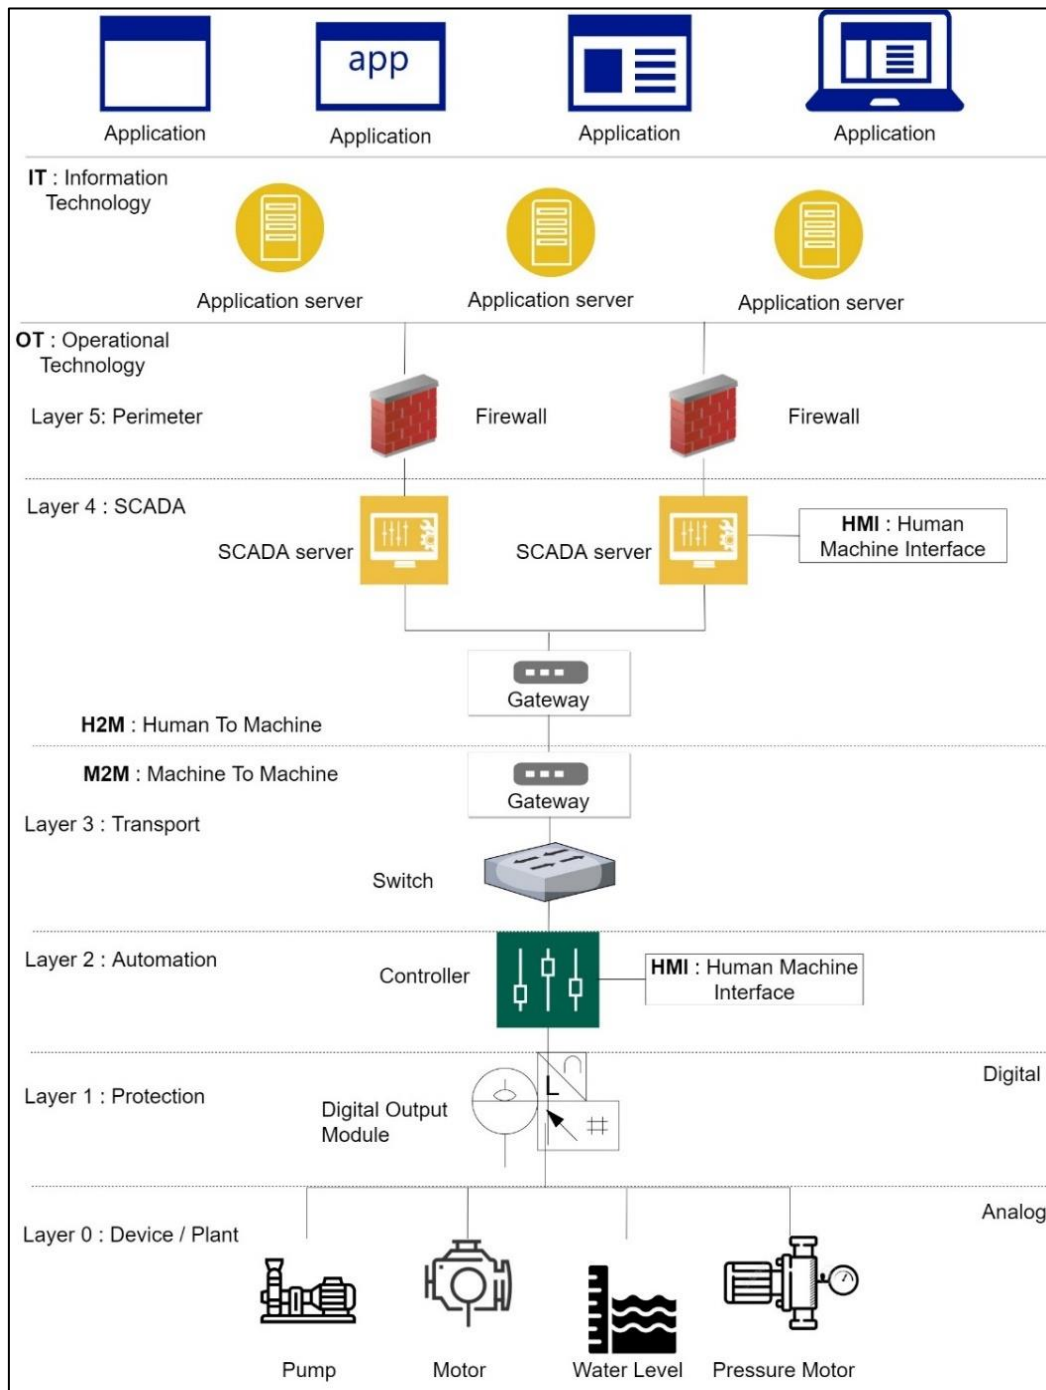 app
Application
Application
Application
Application
IT : Information
Technology
Application server
Application server
Application server
OT : Operational
Technology
Layer 5: Perimeter
Firewall
Firewall
Layer 4 : SCADA
SCADA server
SCADA server
HMI : Human
Machine Interface
Gateway
H2M : Human To Machine
M2M : Machine To Machine
Gateway
Layer 3 : Transport
Switch
Layer 2 : Automation
Controller
HMI : Human Machine
Interface
Digital
Layer 1 : Protection
L
#
Digital Output
Module
Analog
Layer 0 : Device / Plant
Pump
Motor
Water Level
Pressure Motor